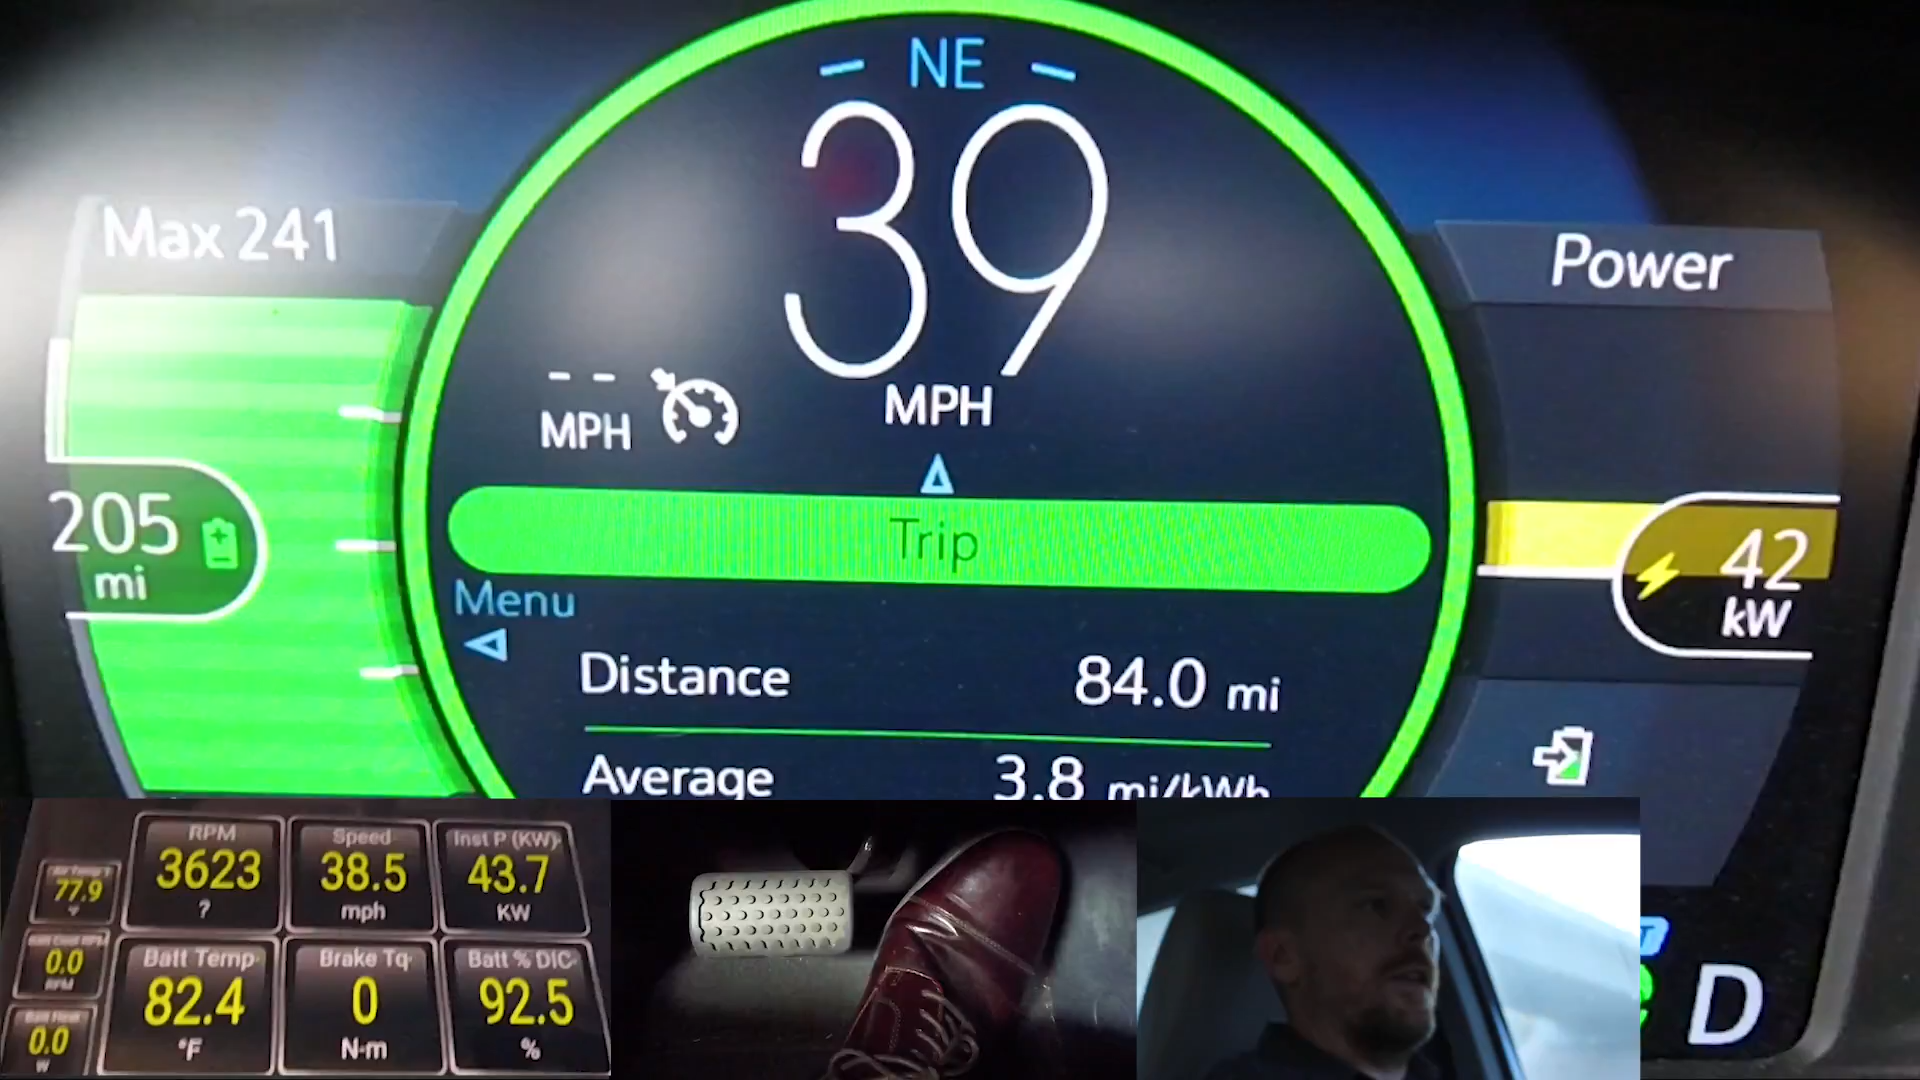 NE
39
MPH
Max 241
Power
-- MPH
205
mi
Trip
42
kW
Menu
Distance 84.0 mi
Average 3.8 mi/kWh
RPM
3623
?
Speed
38.5
mph
Inst P (KW)
43.7
KW
77.9
°F
0.0
RPM
0.0
W
Batt Temp
82.4
°F
Brake Tq
0
N·m
Batt % DIC
92.5
%
D